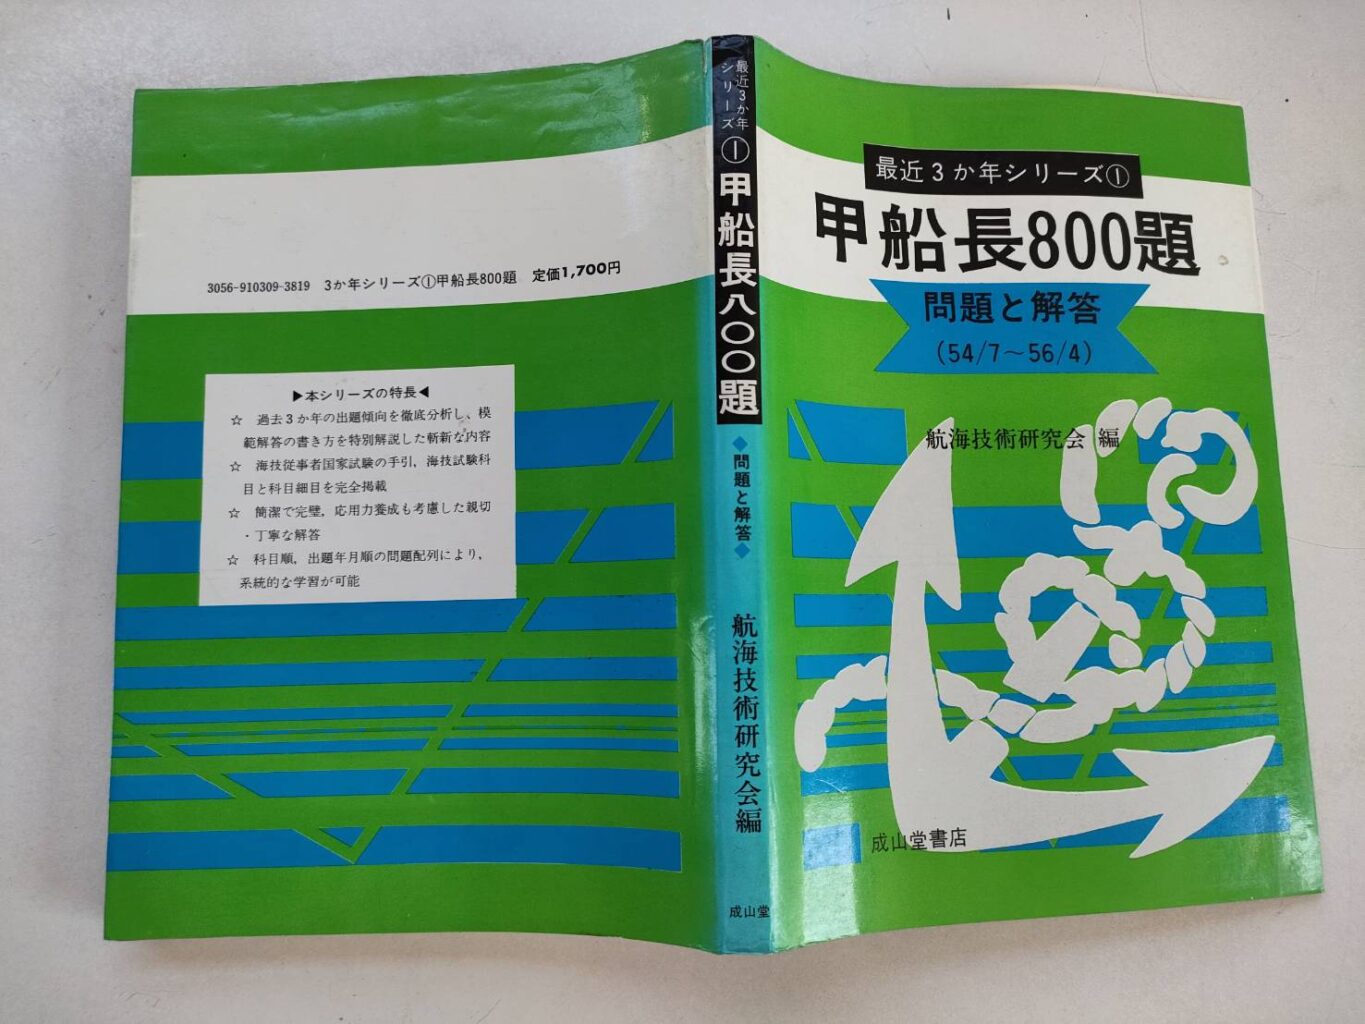 最近3か年シリーズ①
甲船長800題
問題と解答
(54/7～56/4)
航海技術研究会 編
成山堂書店
最近3か年
シリーズ
①
甲船長八〇〇題
◆問題と解答◆
航海技術研究会編
成山堂
3056-910309-3819 3か年シリーズ①甲船長800題 定価1,700円
▶本シリーズの特長◀
☆ 過去3か年の出題傾向を徹底分析し、模
範解答の書き方を特別解説した斬新な内容
☆ 海技従事者国家試験の手引，海技試験科
目と科目細目を完全掲載
☆ 簡潔で完璧，応用力養成も考慮した親切
・丁寧な解答
☆ 科目順，出題年月順の問題配列により，
系統的な学習が可能